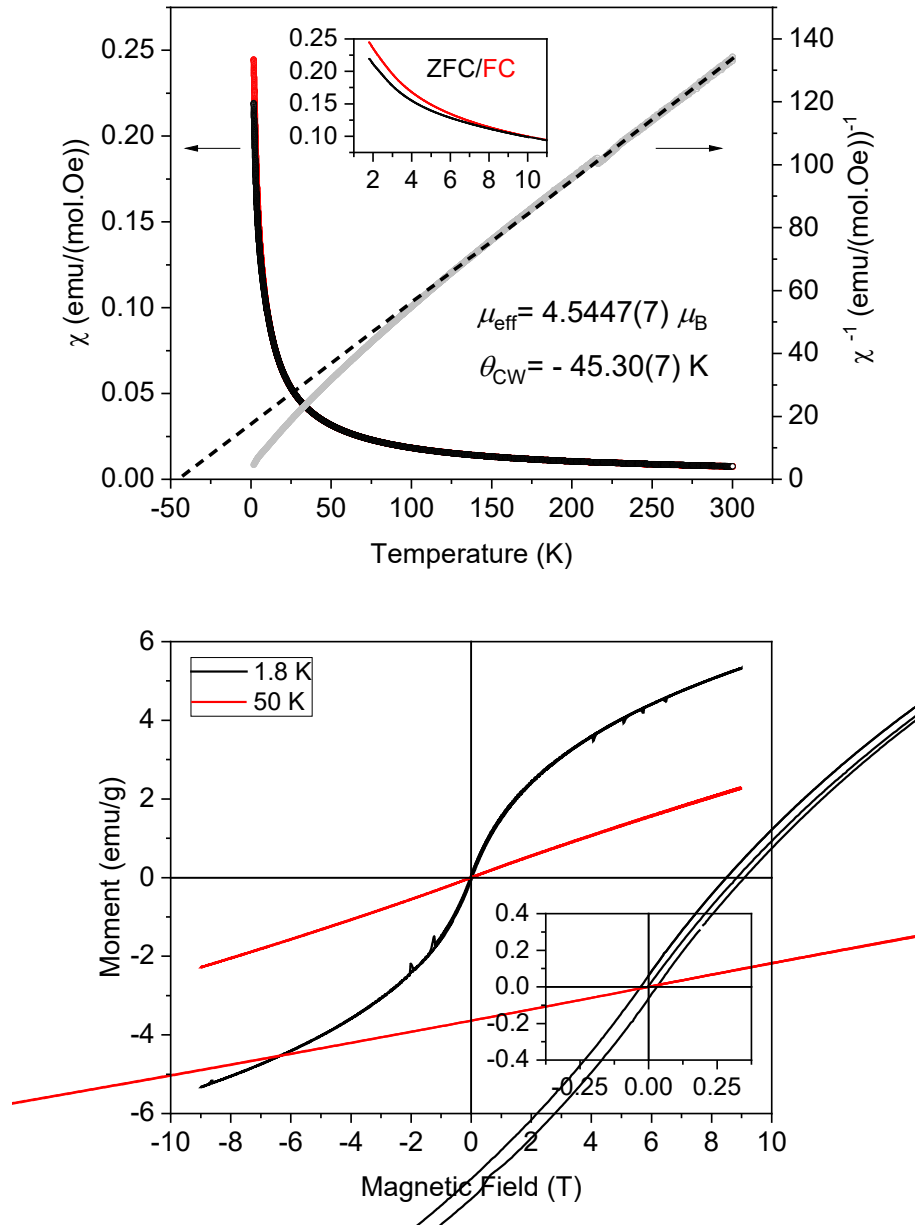 0.25
0.20
0.15
0.10
0.05
0.00
χ (emu/(mol.Oe))
0.25
0.20
0.15
0.10
2 4 6 8 10
ZFC/FC
140
120
100
80
60
40
20
0
χ ⁻¹ (emu/(mol.Oe))⁻¹
μeff= 4.5447(7) μB
θCW= - 45.30(7) K
-50 0 50 100 150 200 250 300
Temperature (K)
6
4
2
0
-2
-4
-6
Moment (emu/g)
1.8 K
50 K
0.4
0.2
0.0
-0.2
-0.4
-0.25 0.00 0.25
-10 -8 -6 -4 -2 0 2 4 6 8 10
Magnetic Field (T)